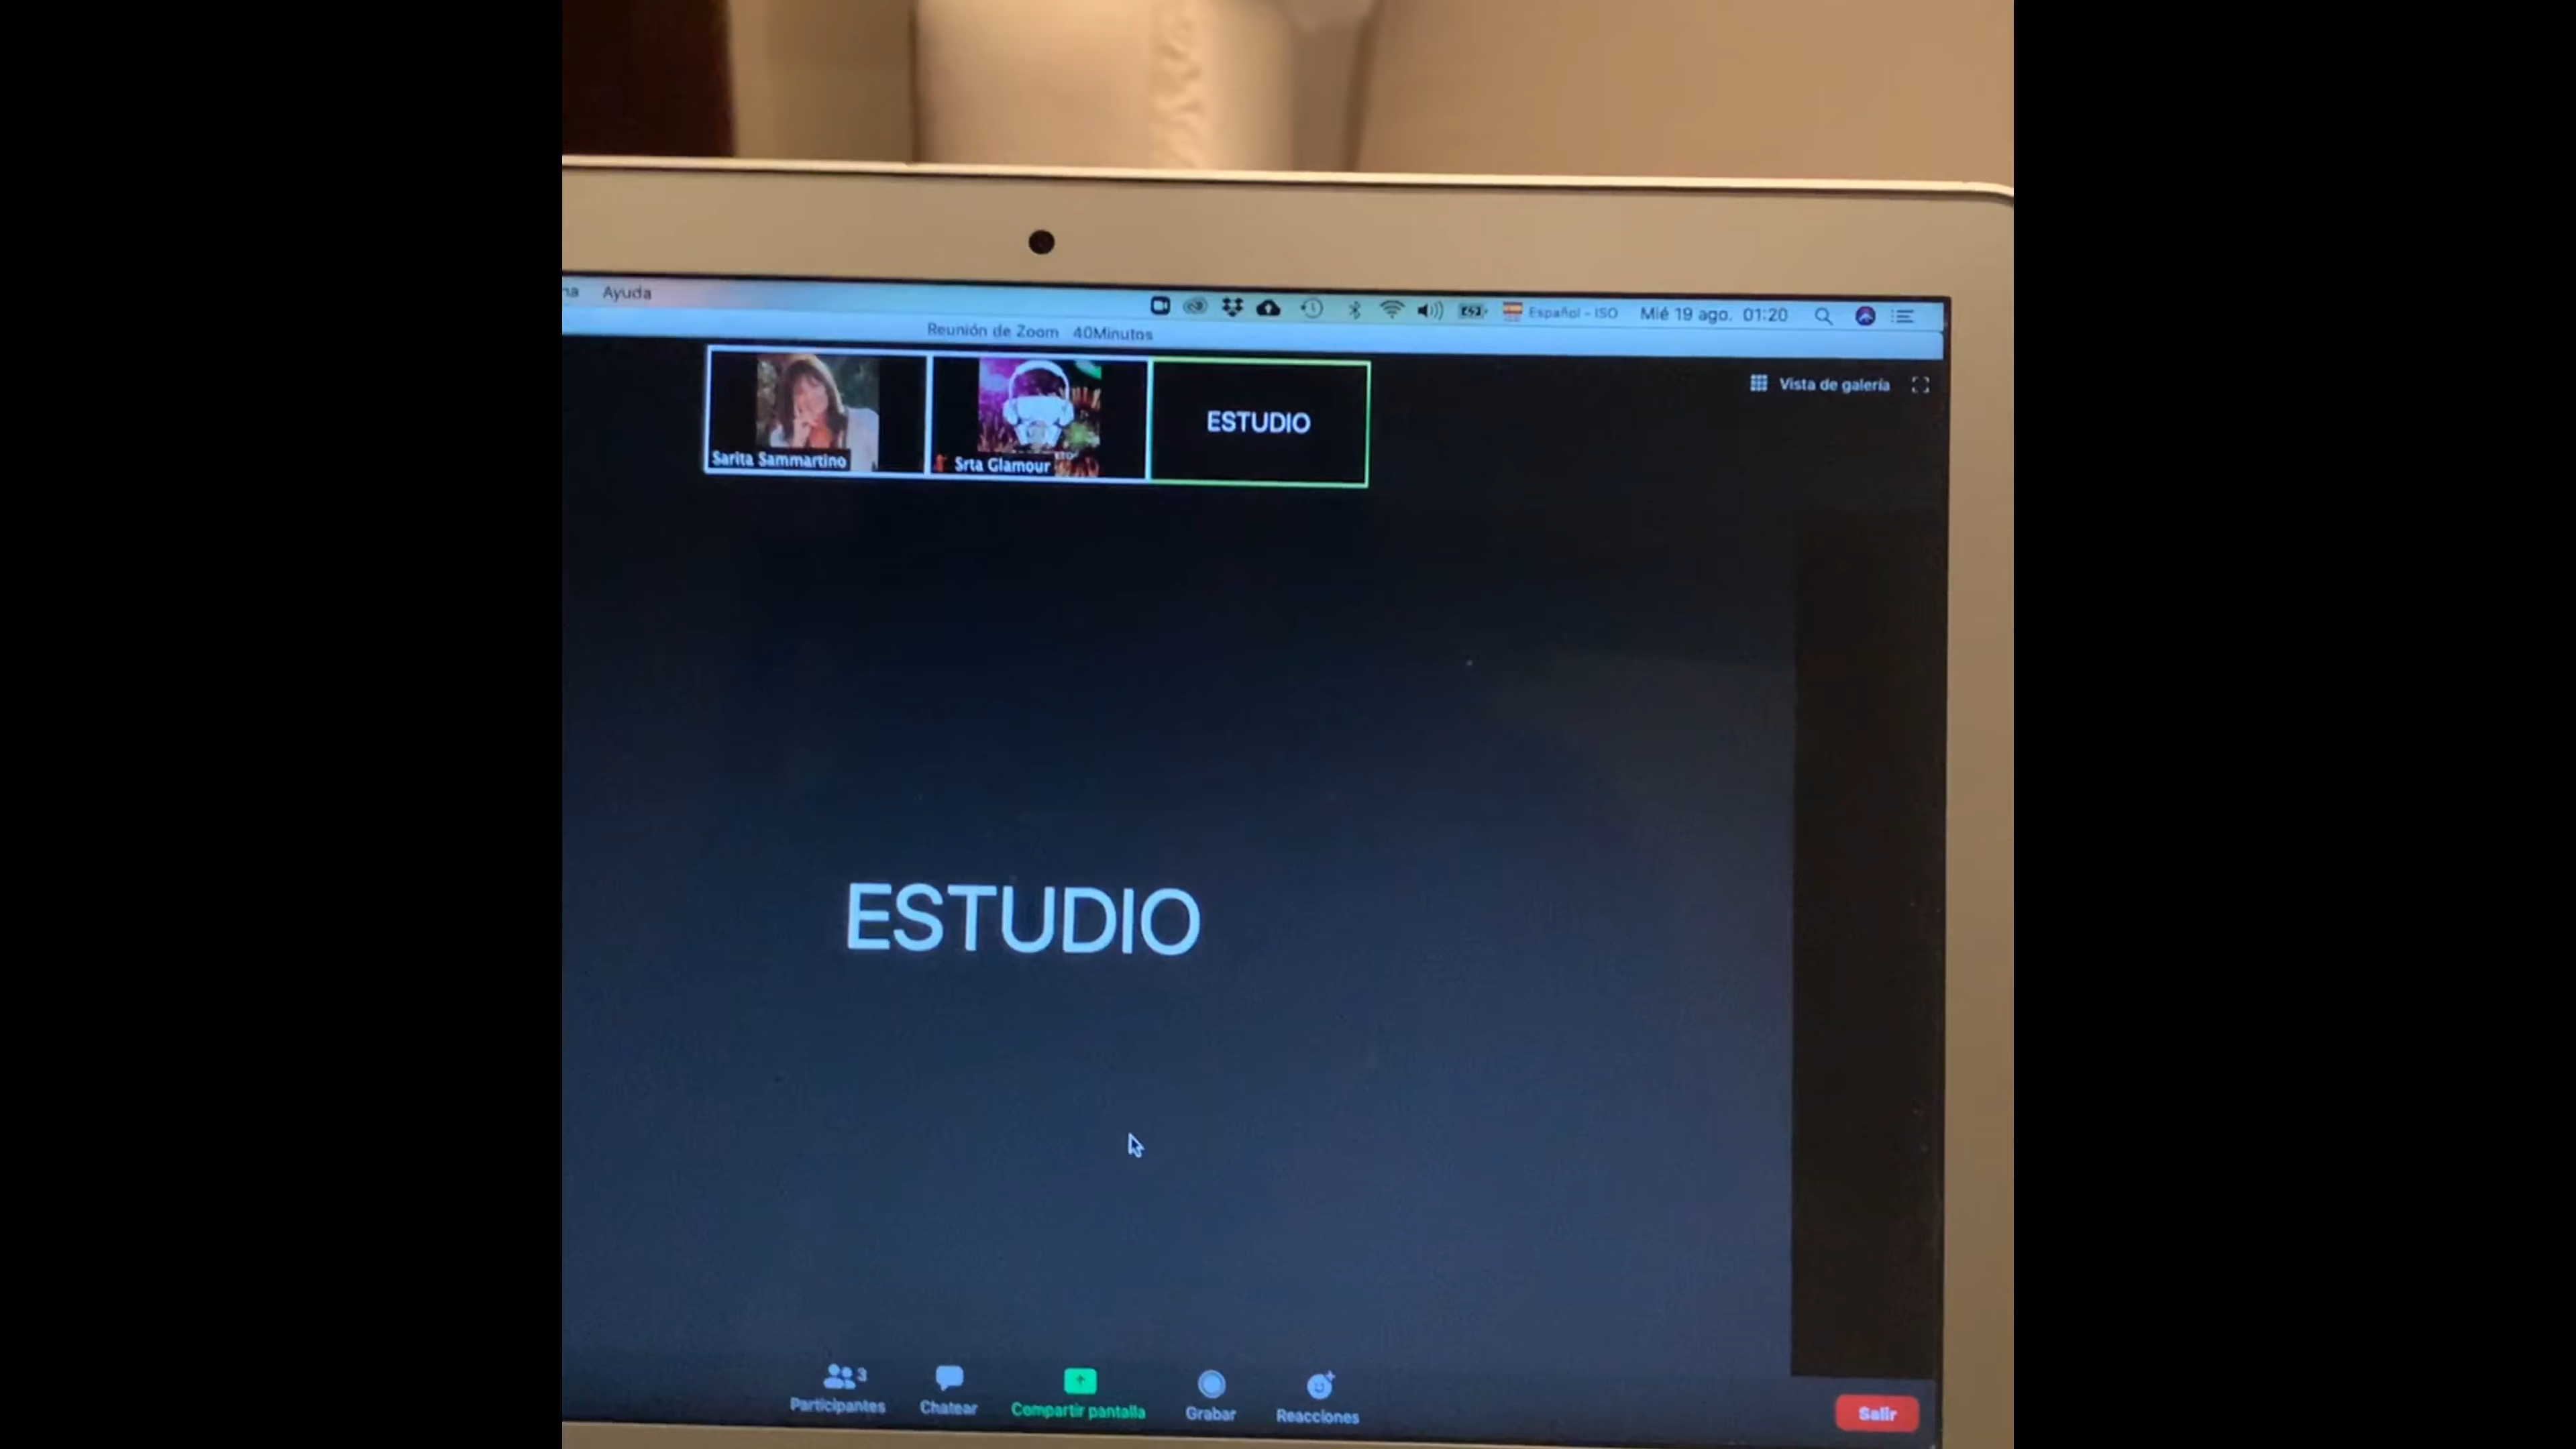 Ayuda
Español - ISO Mié 19 ago. 01:20
Reunión de Zoom 40Minutos
Vista de galería
ESTUDIO
Sarita Sammartino
Srta Glamour
ESTUDIO
3
Participantes
Chatear
Compartir pantalla
Grabar
Reacciones
Salir